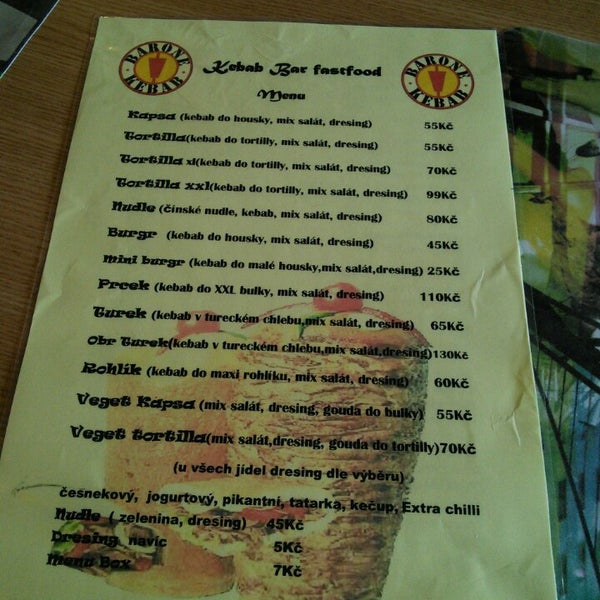 BARONE KEBAB
Kebab Bar fastfood
BARONE KEBAB
Menu
Kapsa (kebab do housky, mix salát, dresing) 55Kč
Tortilla(kebab do tortilly, mix salát, dresing) 55Kč
Tortilla xl(kebab do tortilly, mix salát, dresing) 70Kč
Tortilla xxl(kebab do tortilly, mix salát, dresing) 99Kč
Nudle (čínské nudle, kebab, mix salát, dresing) 80Kč
Burgr (kebab do housky, mix salát, dresing) 45Kč
mini burgr (kebab do malé housky,mix salát,dresing) 25Kč
Prcek (kebab do XXL bulky, mix salát, dresing) 110Kč
Turek (kebab v tureckém chlebu,mix salát, dresing) 65Kč
Obr Turek(kebab v tureckém chlebu,mix salát,dresing)130Kč
Rohlík (kebab do maxi rohlíku, mix salát, dresing) 60Kč
Veget Kapsa (mix salát, dresing, gouda do bulky) 55Kč
Veget tortilla(mix salát,dresing, gouda do tortilly)70Kč
(u všech jídel dresing dle výběru)
česnekový, jogurtový, pikantní, tatarka, kečup, Extra chilli
Nudle ( zelenina, dresing) 45Kč
Dresing navíc 5Kč
Menu Box 7Kč